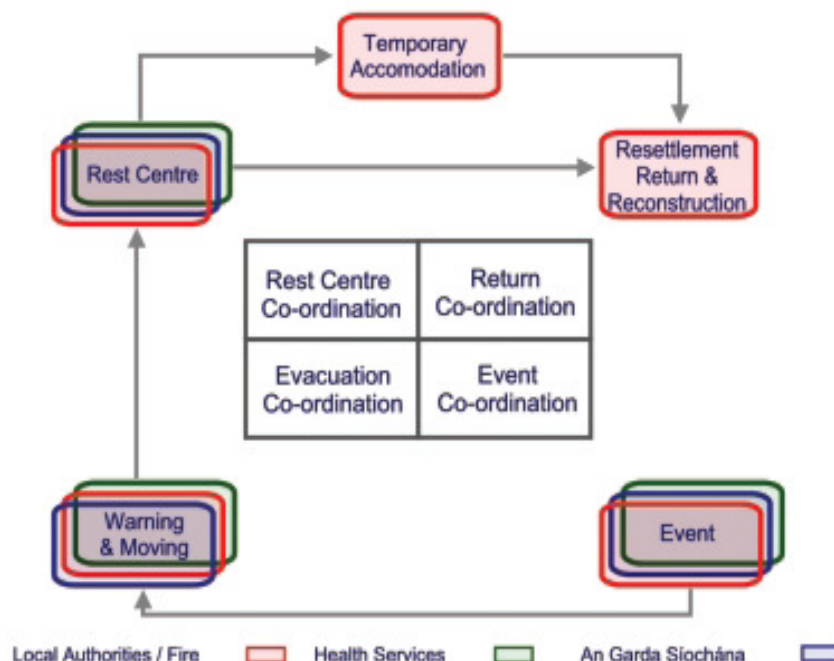 Temporary
Accomodation
Rest Centre
Resettlement
Return &
Reconstruction
Rest Centre
Co-ordination
Return
Co-ordination
Evacuation
Co-ordination
Event
Co-ordination
Warning
& Moving
Event
Local Authorities / Fire
Health Services
An Garda Síochána